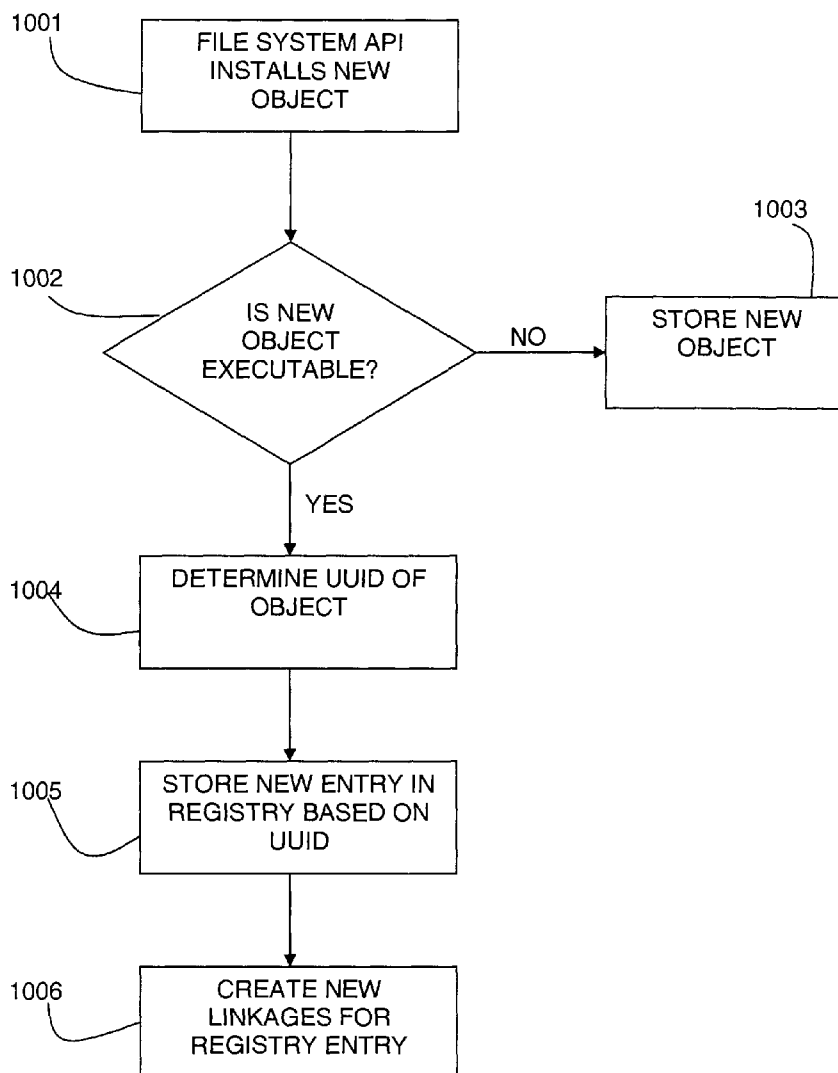 1001
FILE SYSTEM API
INSTALLS NEW
OBJECT
1002
IS NEW
OBJECT
EXECUTABLE?
NO
1003
STORE NEW
OBJECT
YES
1004
DETERMINE UUID OF
OBJECT
1005
STORE NEW ENTRY IN
REGISTRY BASED ON
UUID
1006
CREATE NEW
LINKAGES FOR
REGISTRY ENTRY